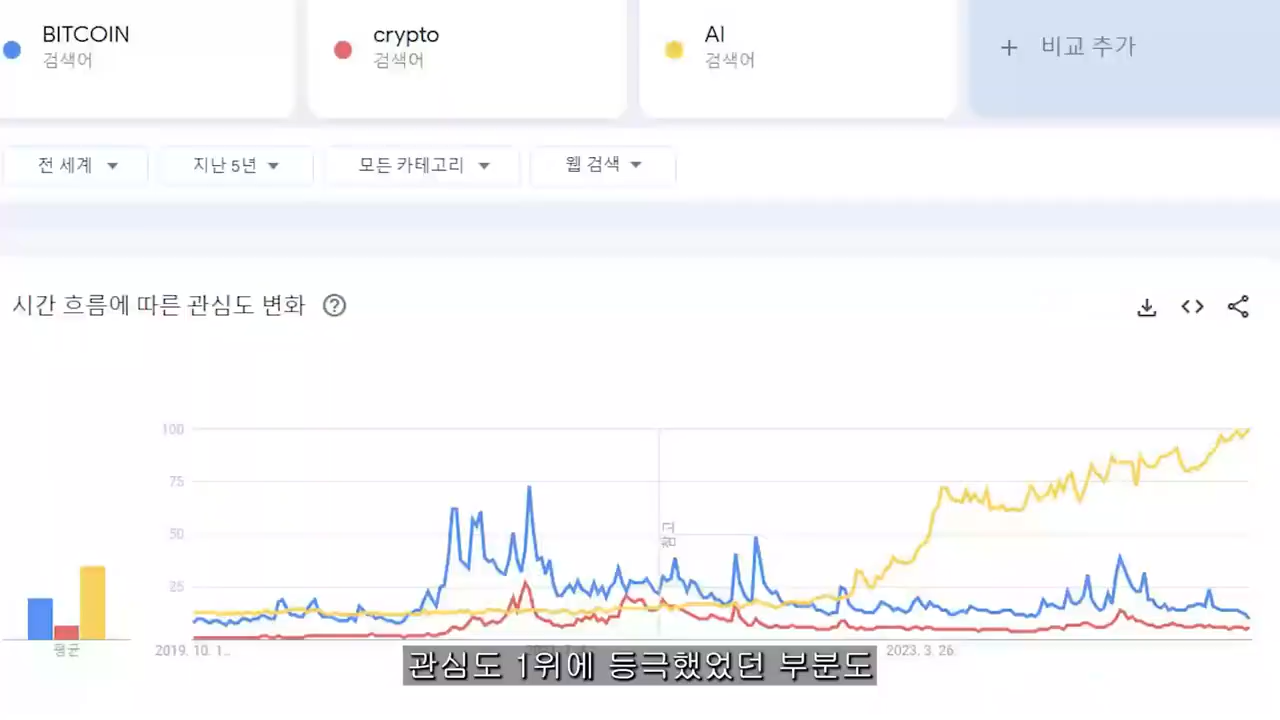 BITCOIN
검색어
crypto
검색어
AI
검색어
+ 비교 추가
전 세계
지난 5년
모든 카테고리
웹 검색
시간 흐름에 따른 관심도 변화
100
75
50
25
참고
평균
2019. 10. 1...
2023. 3. 26.
관심도 1위에 등극했었던 부분도